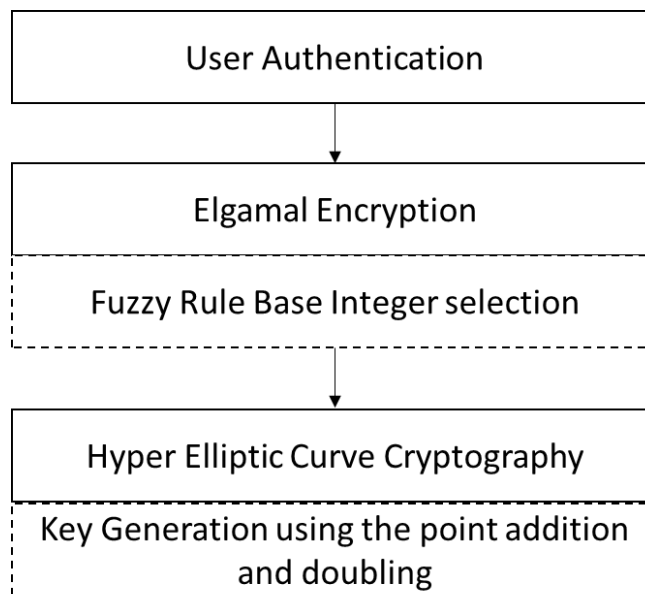 User Authentication
Elgamal Encryption
Fuzzy Rule Base Integer selection
Hyper Elliptic Curve Cryptography
Key Generation using the point addition
and doubling